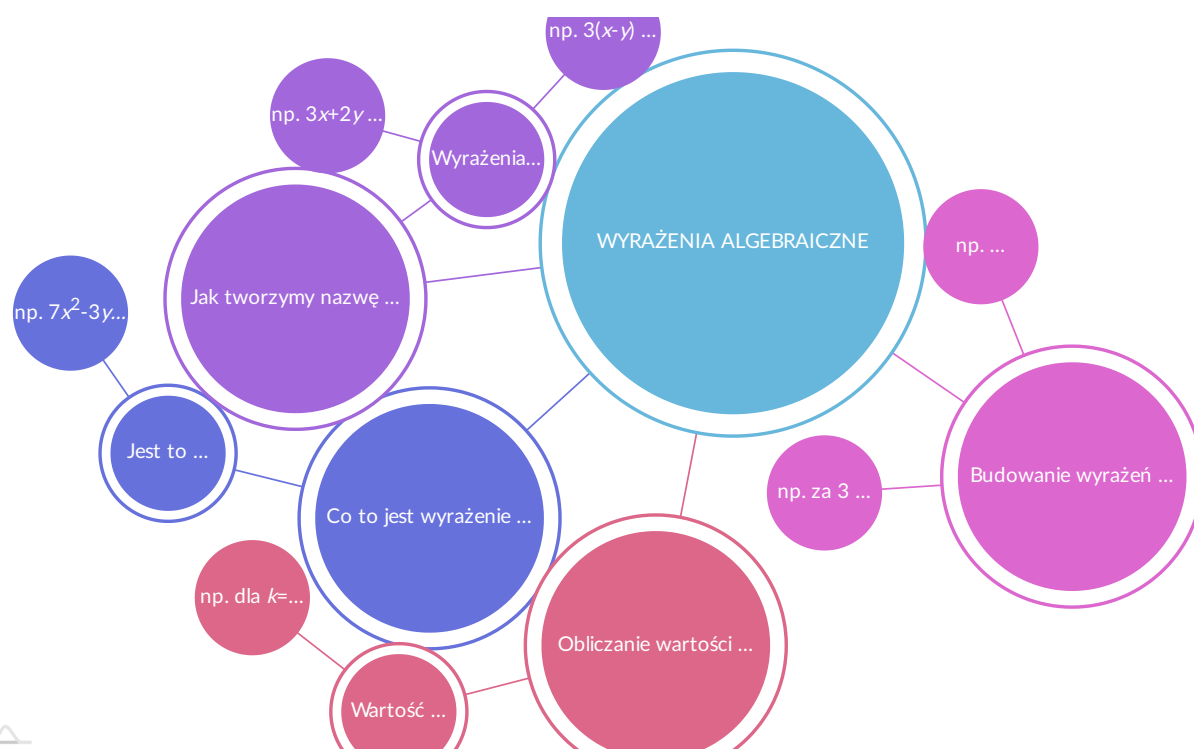 np. 3(x-y) ...
np. 3x+2y ...
Wyrażenia...
WYRAŻENIA ALGEBRAICZNE
np. ...
Jak tworzymy nazwę ...
np. 7x²-3y...
Jest to ...
Budowanie wyrażeń ...
np. za 3 ...
Co to jest wyrażenie ...
np. dla k=...
Obliczanie wartości ...
Wartość ...